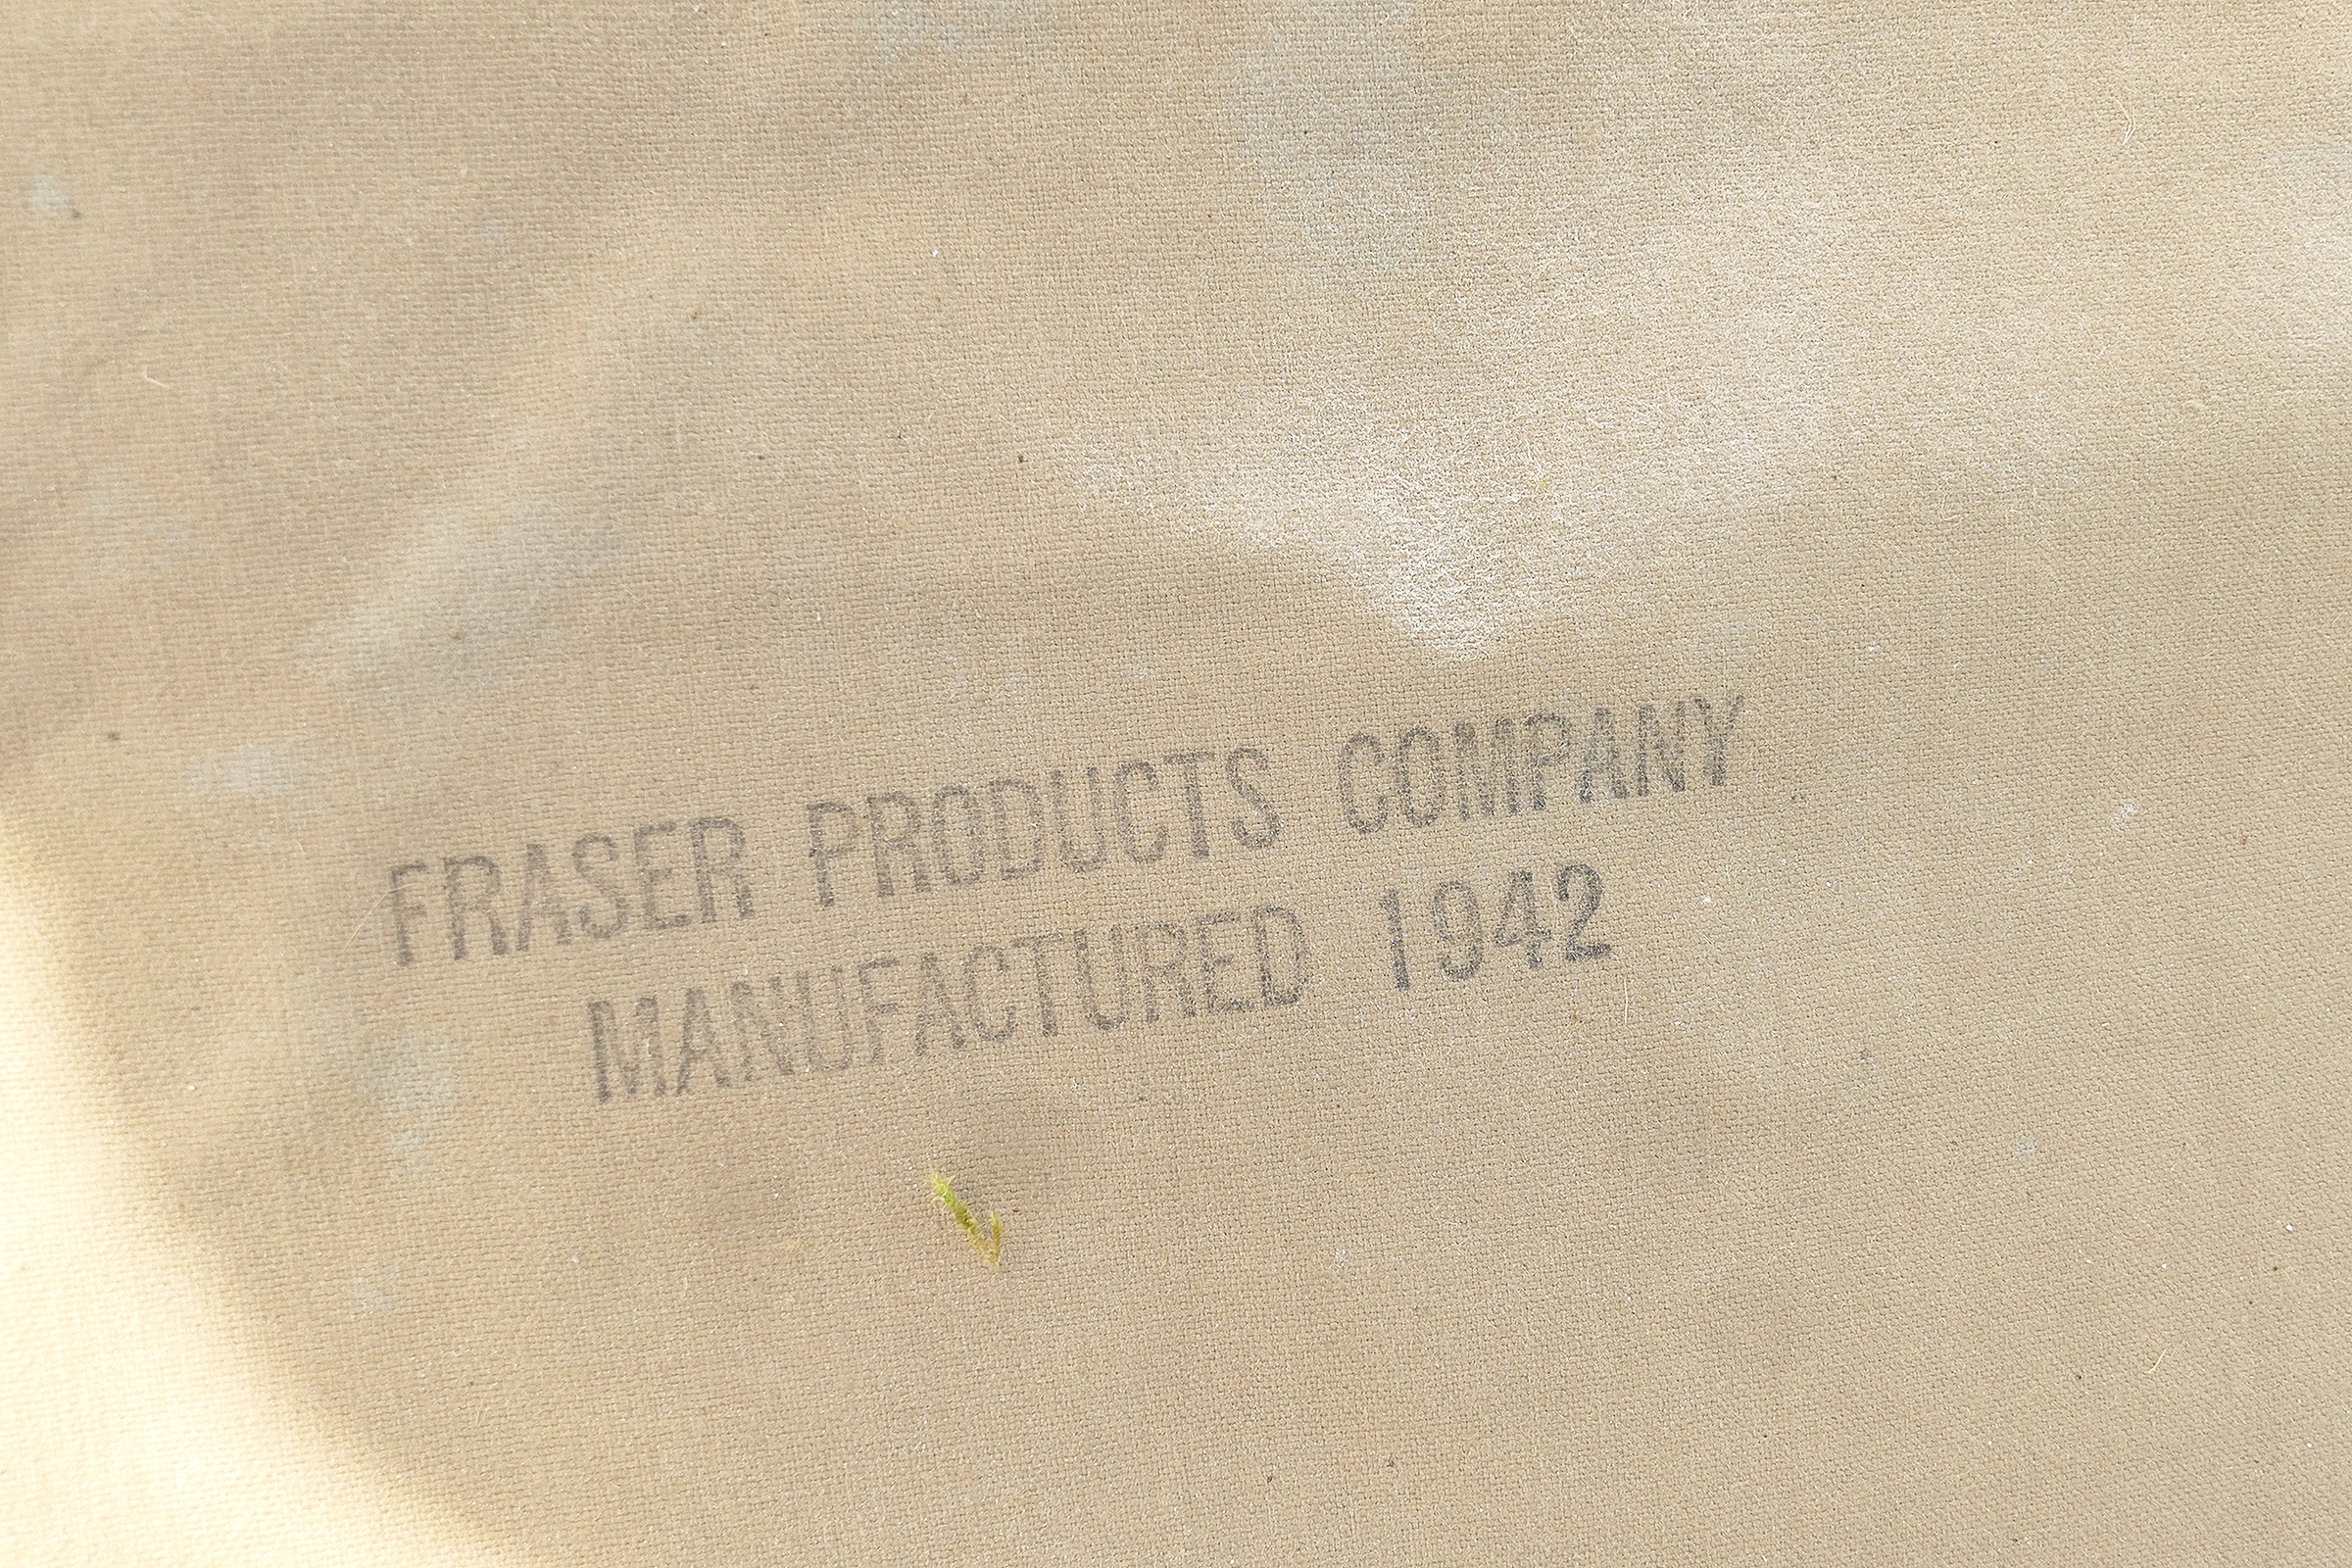 FRASER PRODUCTS COMPANY
MANUFACTURED 1942